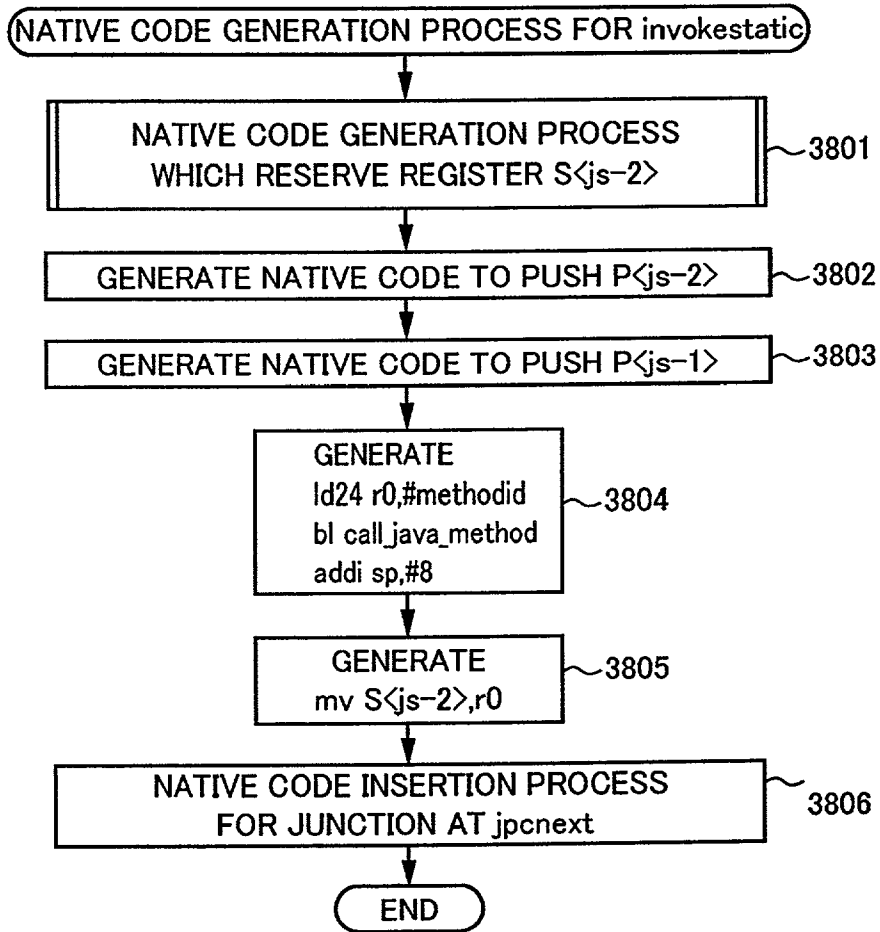 NATIVE CODE GENERATION PROCESS FOR invokestatic
NATIVE CODE GENERATION PROCESS
WHICH RESERVE REGISTER S<js-2>
3801
GENERATE NATIVE CODE TO PUSH P<js-2>
3802
GENERATE NATIVE CODE TO PUSH P<js-1>
3803
GENERATE
ld24 r0,#methodid
bl call_java_method
addi sp,#8
3804
GENERATE
mv S<js-2>,r0
3805
NATIVE CODE INSERTION PROCESS
FOR JUNCTION AT jpcnext
3806
END